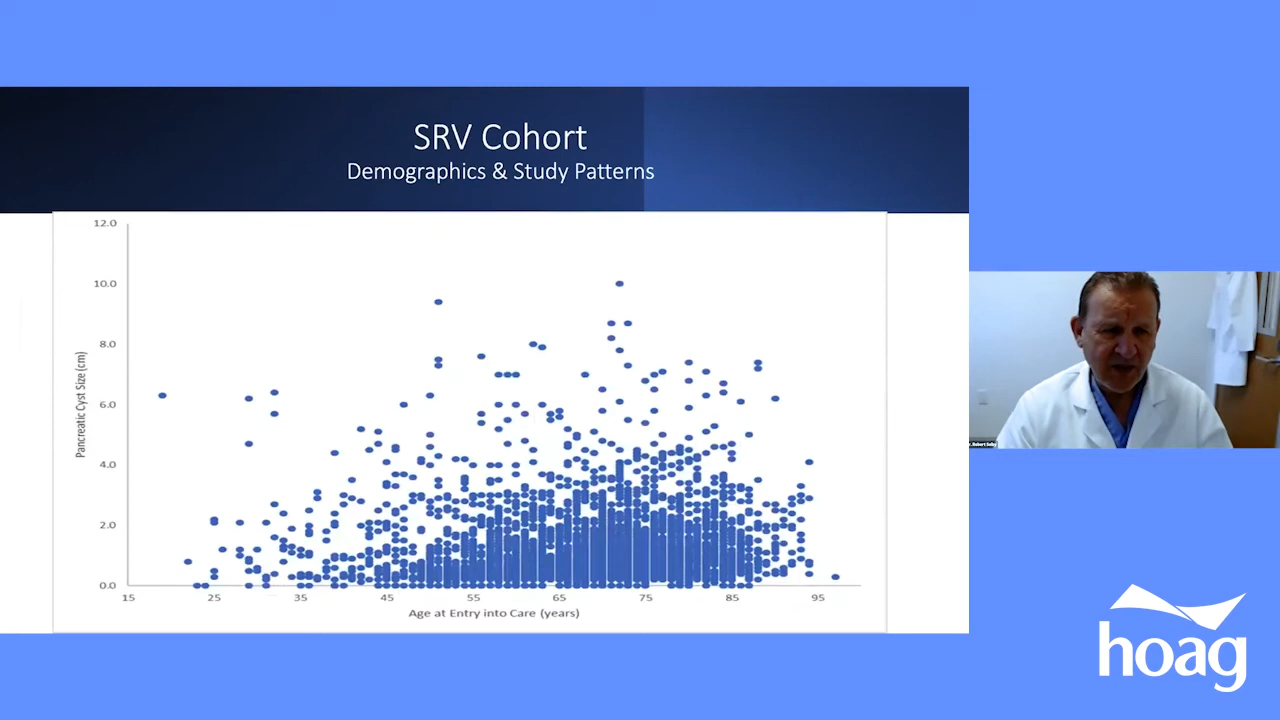 SRV Cohort
Demographics & Study Patterns
12.0
10.0
8.0
6.0
4.0
2.0
0.0
Pancreatic Cyst Size (cm)
15 25 35 45 55 65 75 85 95
Age at Entry into Care (years)
Robert Selby
hoag